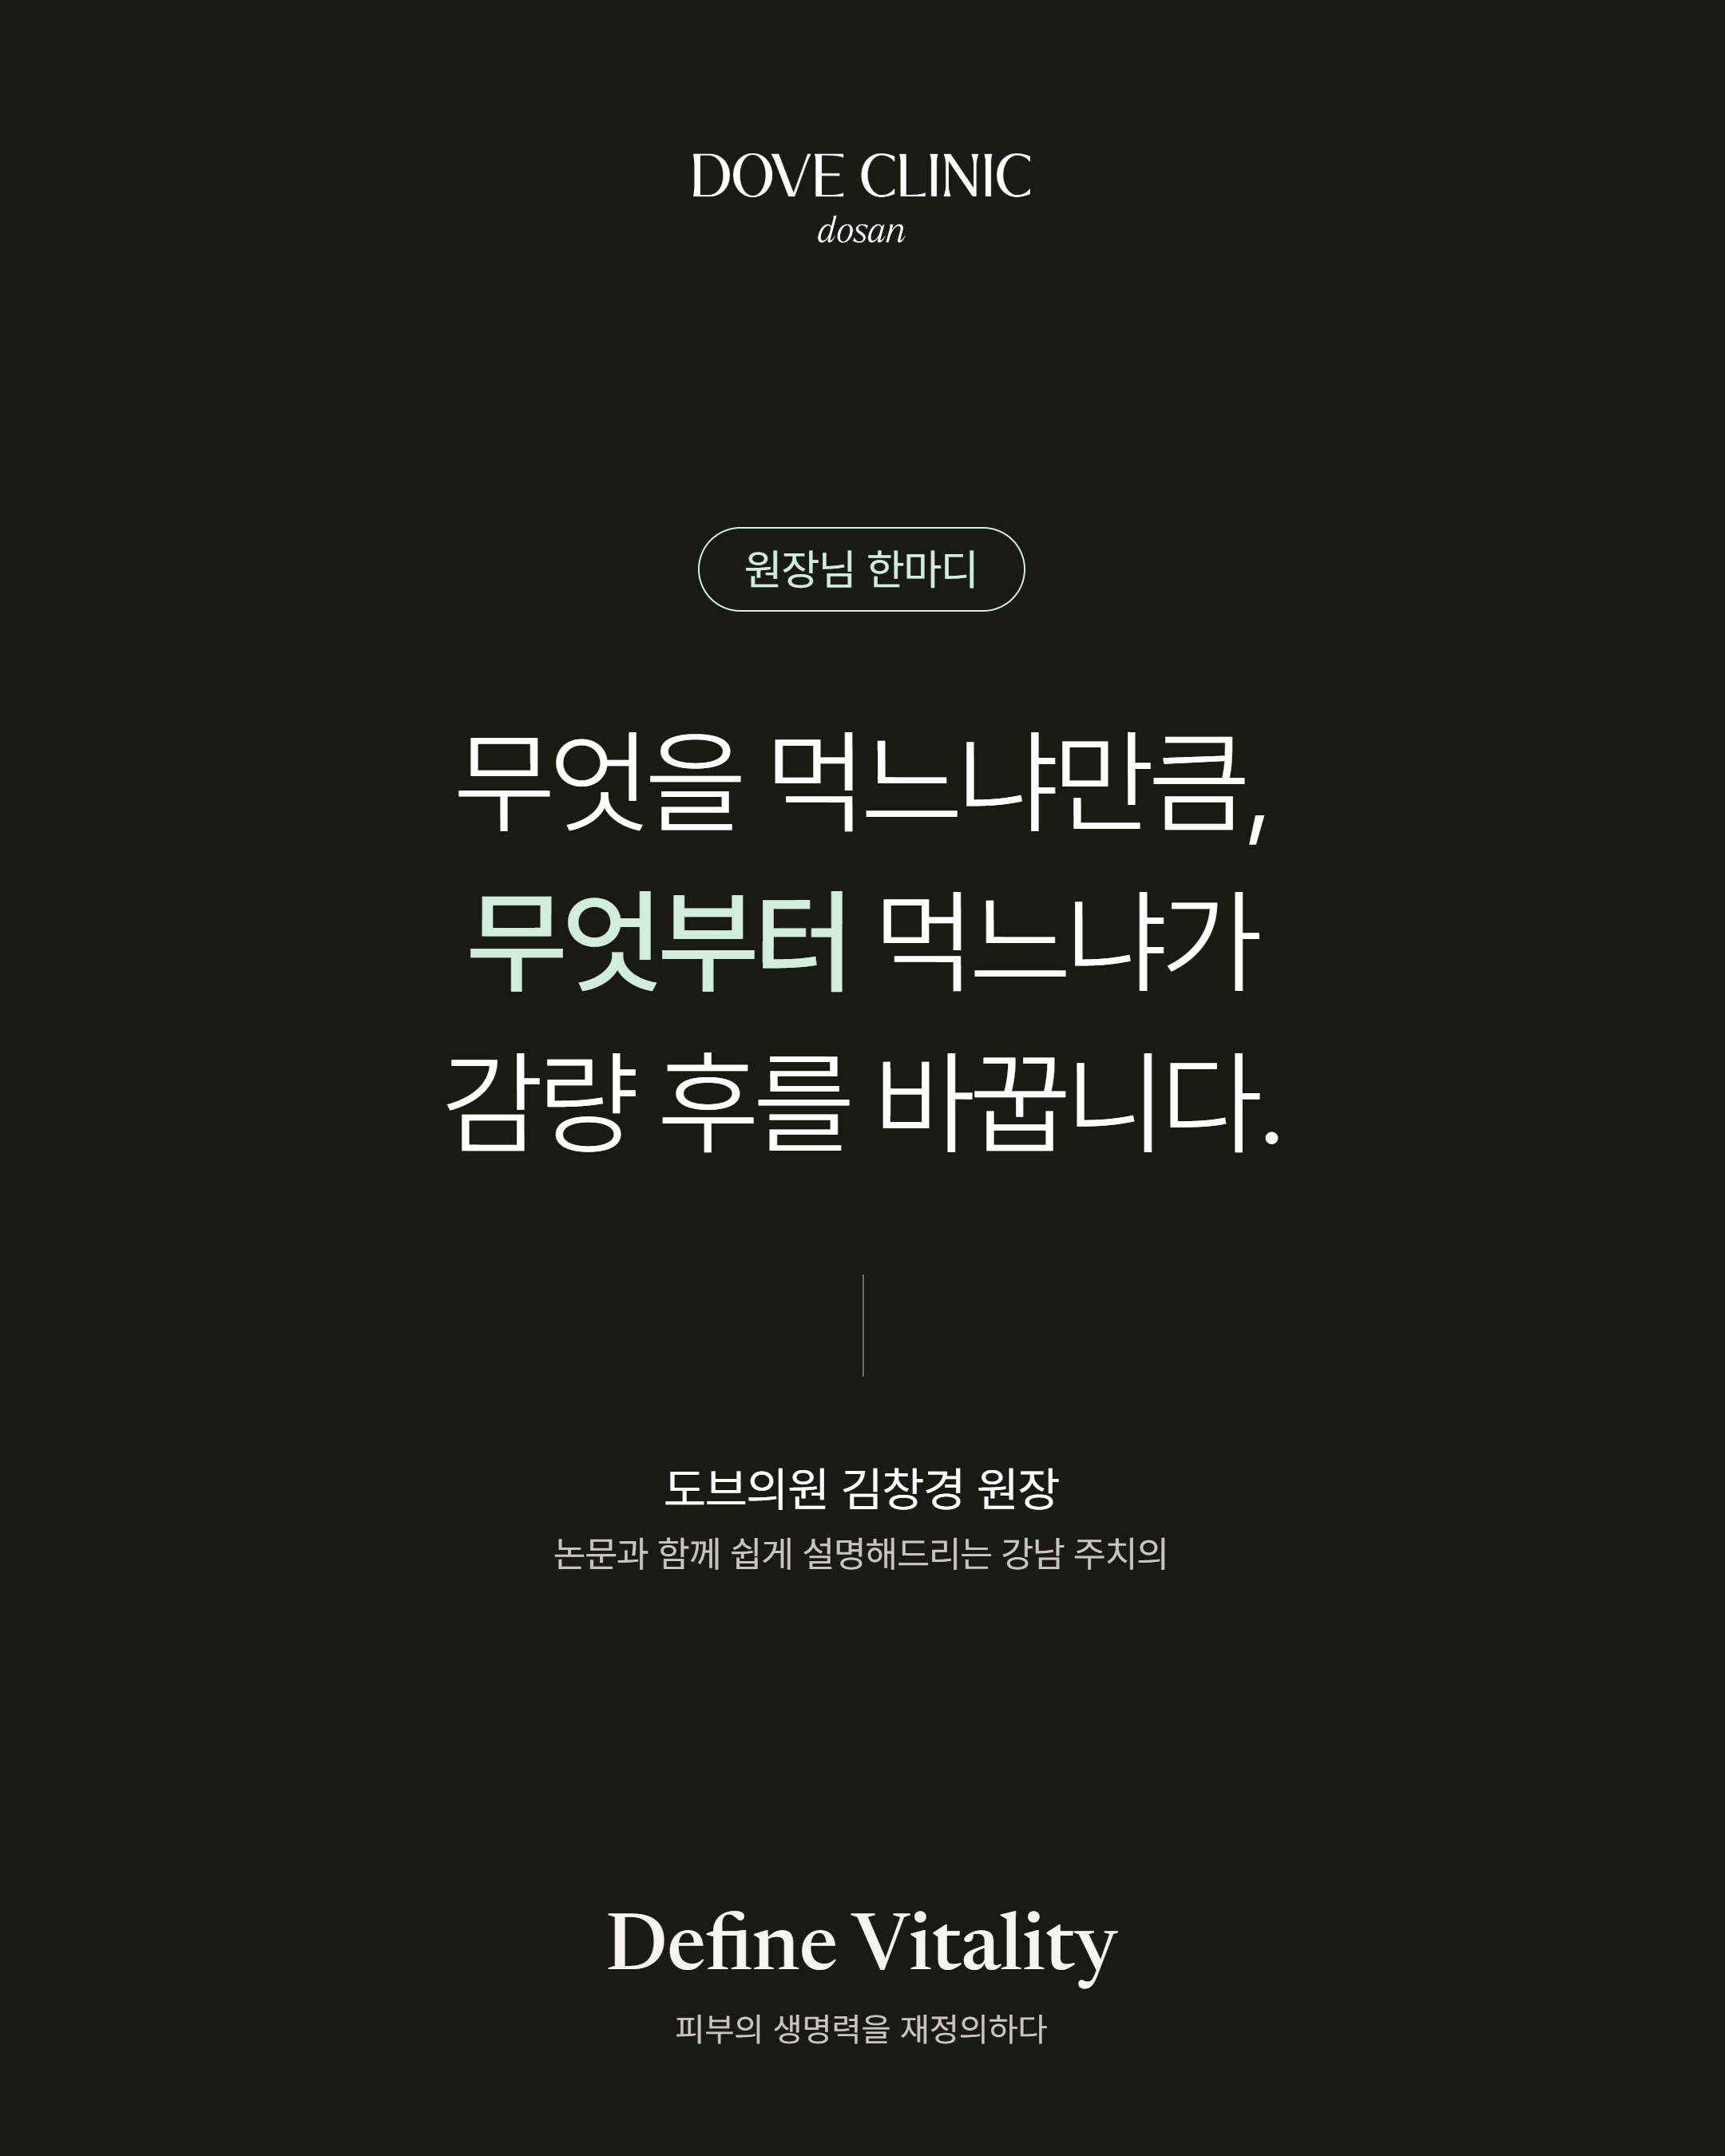 DOVE CLINIC
dosan
원장님 한마디
무엇을 먹느냐만큼,
무엇부터 먹느냐가
감량 후를 바꿉니다.
도브의원 김창경 원장
논문과 함께 쉽게 설명해드리는 강남 주치의
Define Vitality
피부의 생명력을 재정의하다